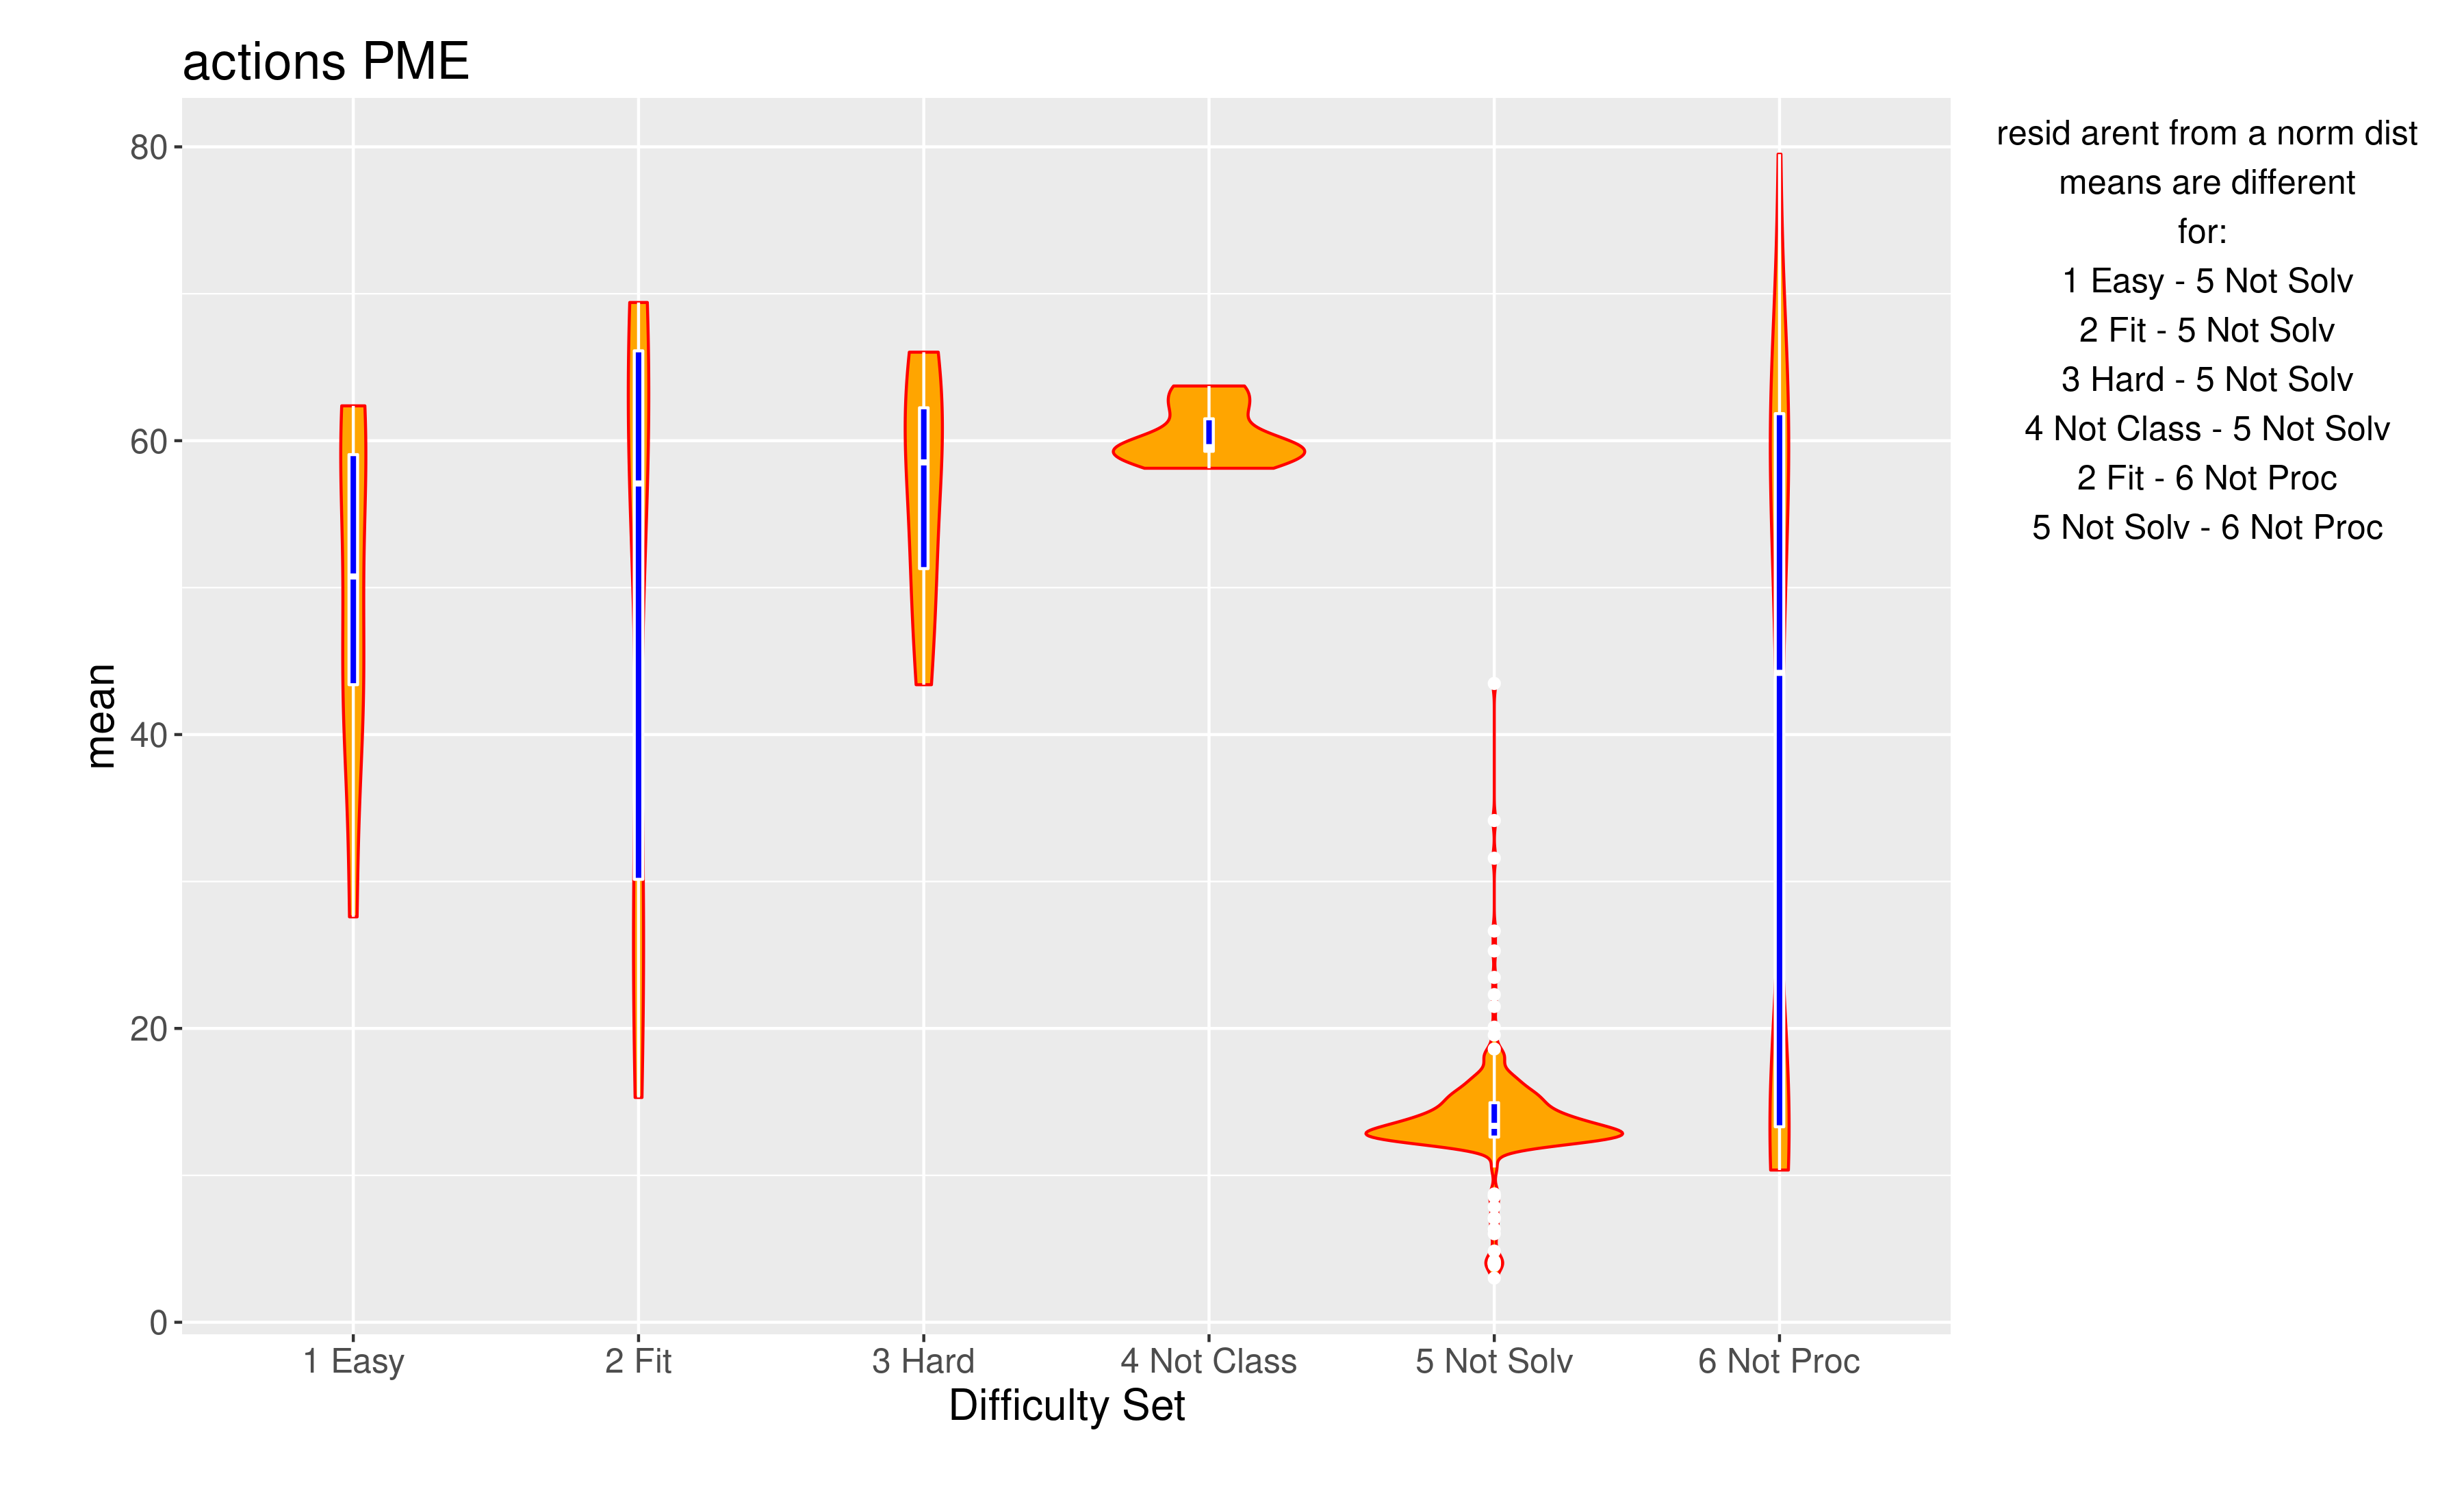 actions PME
80
60
40
20
0
mean
1 Easy
2 Fit
3 Hard
4 Not Class
5 Not Solv
6 Not Proc
Difficulty Set
resid arent from a norm dist
means are different
for:
1 Easy - 5 Not Solv
2 Fit - 5 Not Solv
3 Hard - 5 Not Solv
4 Not Class - 5 Not Solv
2 Fit - 6 Not Proc
5 Not Solv - 6 Not Proc